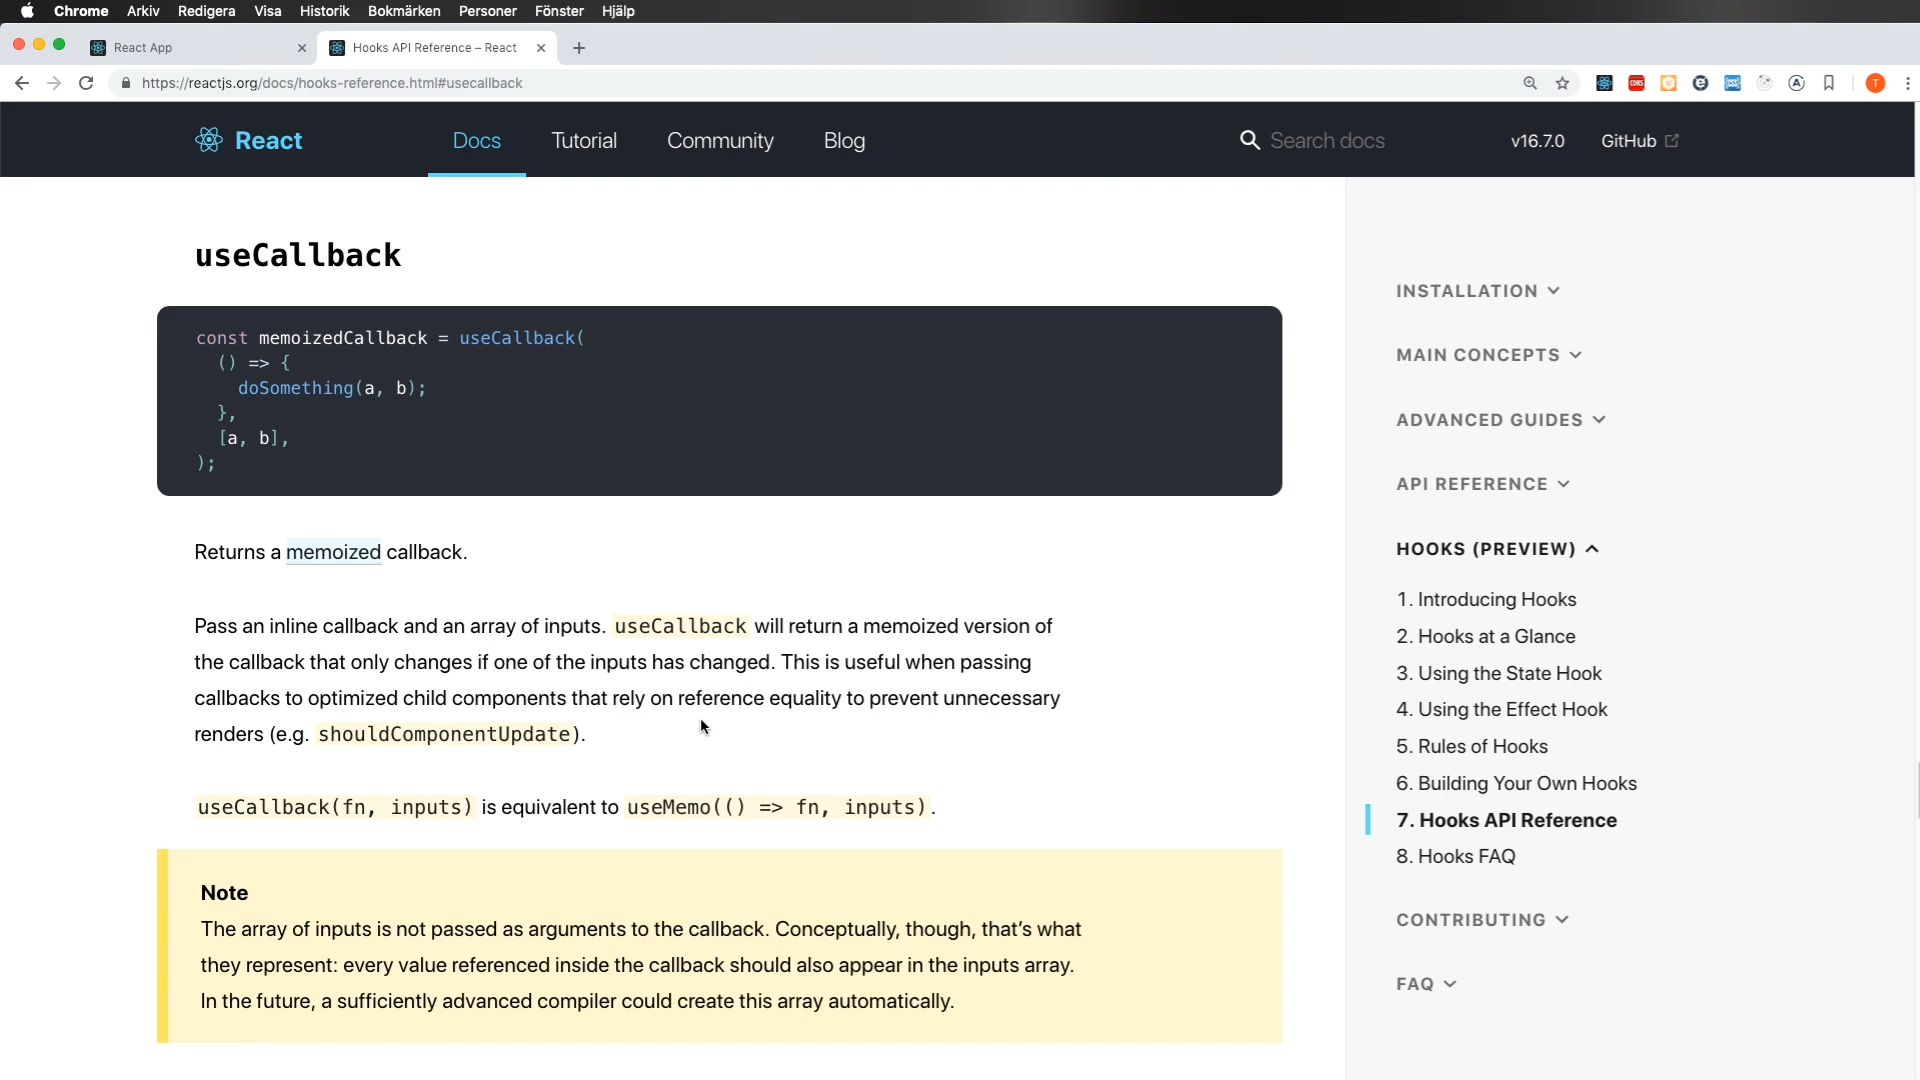 Chrome Arkiv Redigera Visa Historik Bokmärken Personer Fönster Hjälp
React App
Hooks API Reference – React
https://reactjs.org/docs/hooks-reference.html#usecallback
CORS
T
React
Docs
Tutorial
Community
Blog
Search docs
v16.7.0
GitHub
useCallback
const memoizedCallback = useCallback(
() => {
doSomething(a, b);
},
[a, b],
);
Returns a memoized callback.
Pass an inline callback and an array of inputs. useCallback will return a memoized version of
the callback that only changes if one of the inputs has changed. This is useful when passing
callbacks to optimized child components that rely on reference equality to prevent unnecessary
renders (e.g. shouldComponentUpdate).
useCallback(fn, inputs) is equivalent to useMemo(() => fn, inputs).
Note
The array of inputs is not passed as arguments to the callback. Conceptually, though, that’s what
they represent: every value referenced inside the callback should also appear in the inputs array.
In the future, a sufficiently advanced compiler could create this array automatically.
INSTALLATION
MAIN CONCEPTS
ADVANCED GUIDES
API REFERENCE
HOOKS (PREVIEW)
1. Introducing Hooks
2. Hooks at a Glance
3. Using the State Hook
4. Using the Effect Hook
5. Rules of Hooks
6. Building Your Own Hooks
7. Hooks API Reference
8. Hooks FAQ
CONTRIBUTING
FAQ